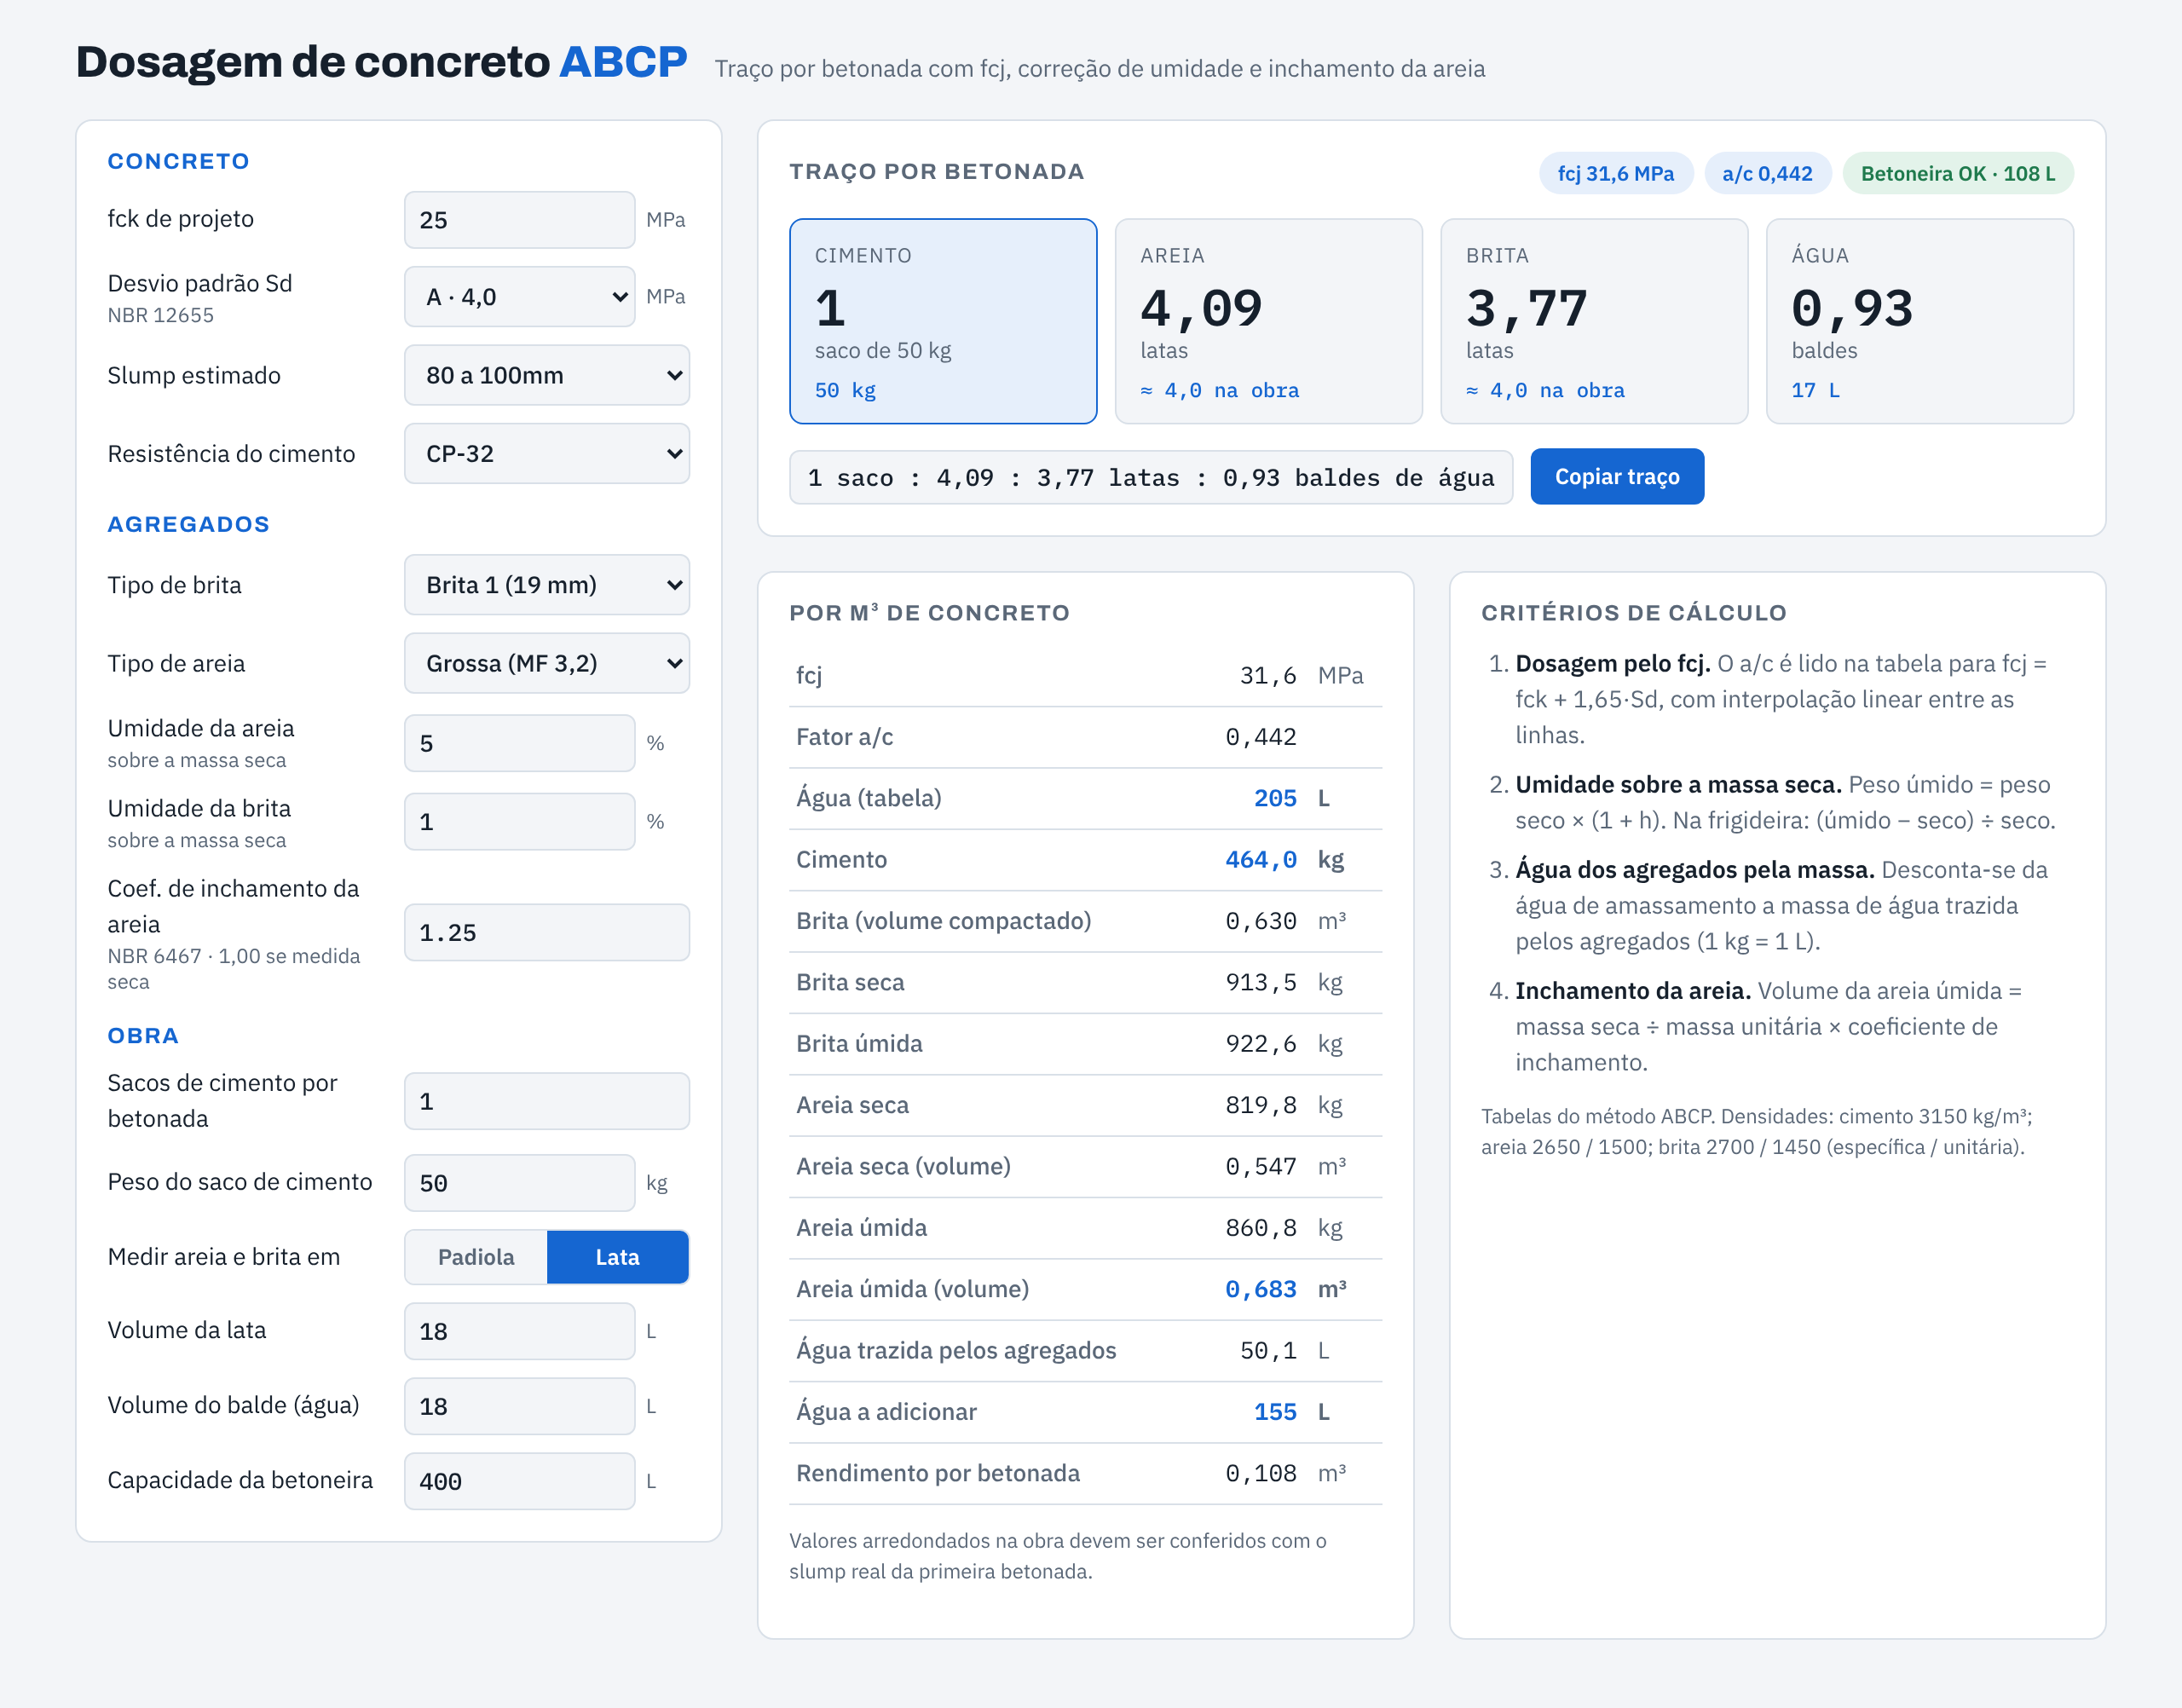 Dosagem de concreto ABCP
Traço por betonada com fcj, correção de umidade e inchamento da areia
CONCRETO
fck de projeto
25
MPa
Desvio padrão Sd
NBR 12655
A · 4,0
MPa
Slump estimado
80 a 100mm
Resistência do cimento
CP-32
AGREGADOS
Tipo de brita
Brita 1 (19 mm)
Tipo de areia
Grossa (MF 3,2)
Umidade da areia
sobre a massa seca
5
%
Umidade da brita
sobre a massa seca
1
%
Coef. de inchamento da
areia
NBR 6467 · 1,00 se medida
seca
1.25
OBRA
Sacos de cimento por
betonada
1
Peso do saco de cimento
50
kg
Medir areia e brita em
Padiola
Lata
Volume da lata
18
L
Volume do balde (água)
18
L
Capacidade da betoneira
400
L
TRAÇO POR BETONADA
fcj 31,6 MPa
a/c 0,442
Betoneira OK · 108 L
CIMENTO
1
saco de 50 kg
50 kg
AREIA
4,09
latas
≈ 4,0 na obra
BRITA
3,77
latas
≈ 4,0 na obra
ÁGUA
0,93
baldes
17 L
1 saco : 4,09 : 3,77 latas : 0,93 baldes de água
Copiar traço
POR M³ DE CONCRETO
fcj 31,6 MPa
Fator a/c 0,442
Água (tabela) 205 L
Cimento 464,0 kg
Brita (volume compactado) 0,630 m³
Brita seca 913,5 kg
Brita úmida 922,6 kg
Areia seca 819,8 kg
Areia seca (volume) 0,547 m³
Areia úmida 860,8 kg
Areia úmida (volume) 0,683 m³
Água trazida pelos agregados 50,1 L
Água a adicionar 155 L
Rendimento por betonada 0,108 m³
Valores arredondados na obra devem ser conferidos com o
slump real da primeira betonada.
CRITÉRIOS DE CÁLCULO
1. Dosagem pelo fcj. O a/c é lido na tabela para fcj =
fck + 1,65·Sd, com interpolação linear entre as
linhas.
2. Umidade sobre a massa seca. Peso úmido = peso
seco × (1 + h). Na frigideira: (úmido − seco) ÷ seco.
3. Água dos agregados pela massa. Desconta-se da
água de amassamento a massa de água trazida
pelos agregados (1 kg = 1 L).
4. Inchamento da areia. Volume da areia úmida =
massa seca ÷ massa unitária × coeficiente de
inchamento.
Tabelas do método ABCP. Densidades: cimento 3150 kg/m³;
areia 2650 / 1500; brita 2700 / 1450 (específica / unitária).